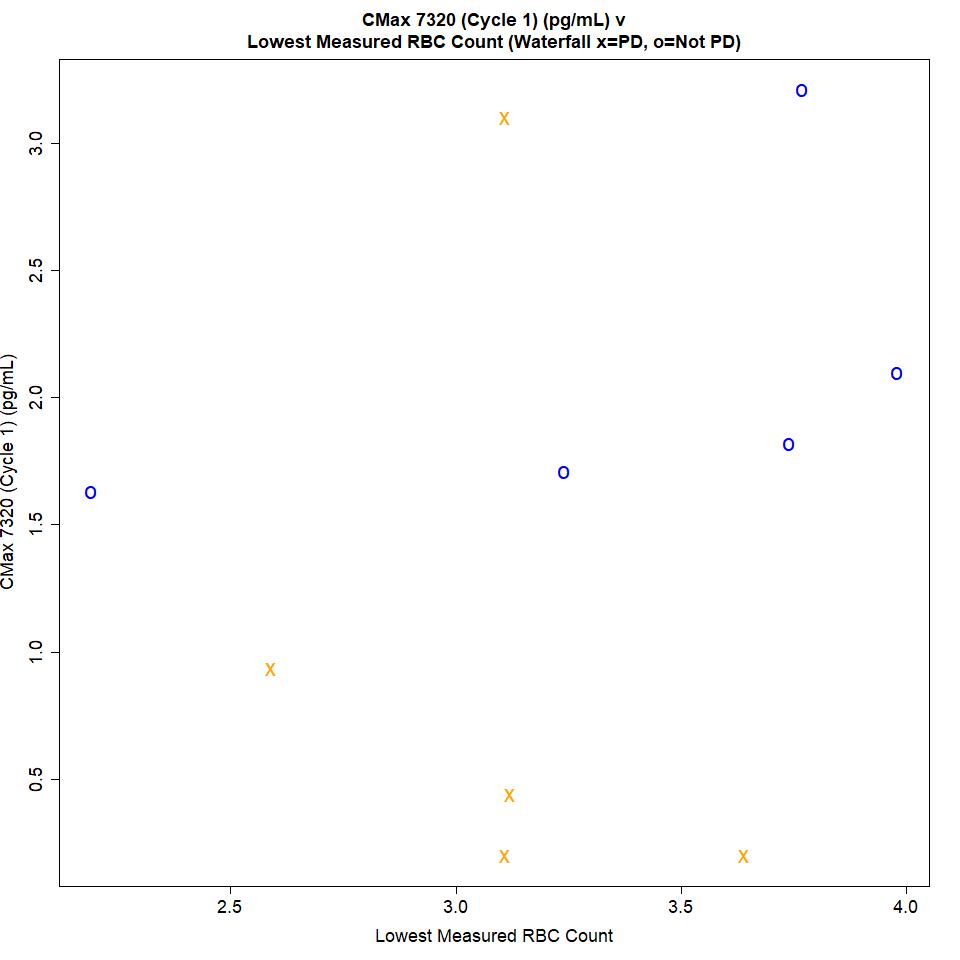 CMax 7320 (Cycle 1) (pg/mL) v
Lowest Measured RBC Count (Waterfall x=PD, o=Not PD)
CMax 7320 (Cycle 1) (pg/mL)
3.0
2.5
2.0
1.5
1.0
0.5
o
x
o
o
o
o
x
x
x
x
2.5 3.0 3.5 4.0
Lowest Measured RBC Count